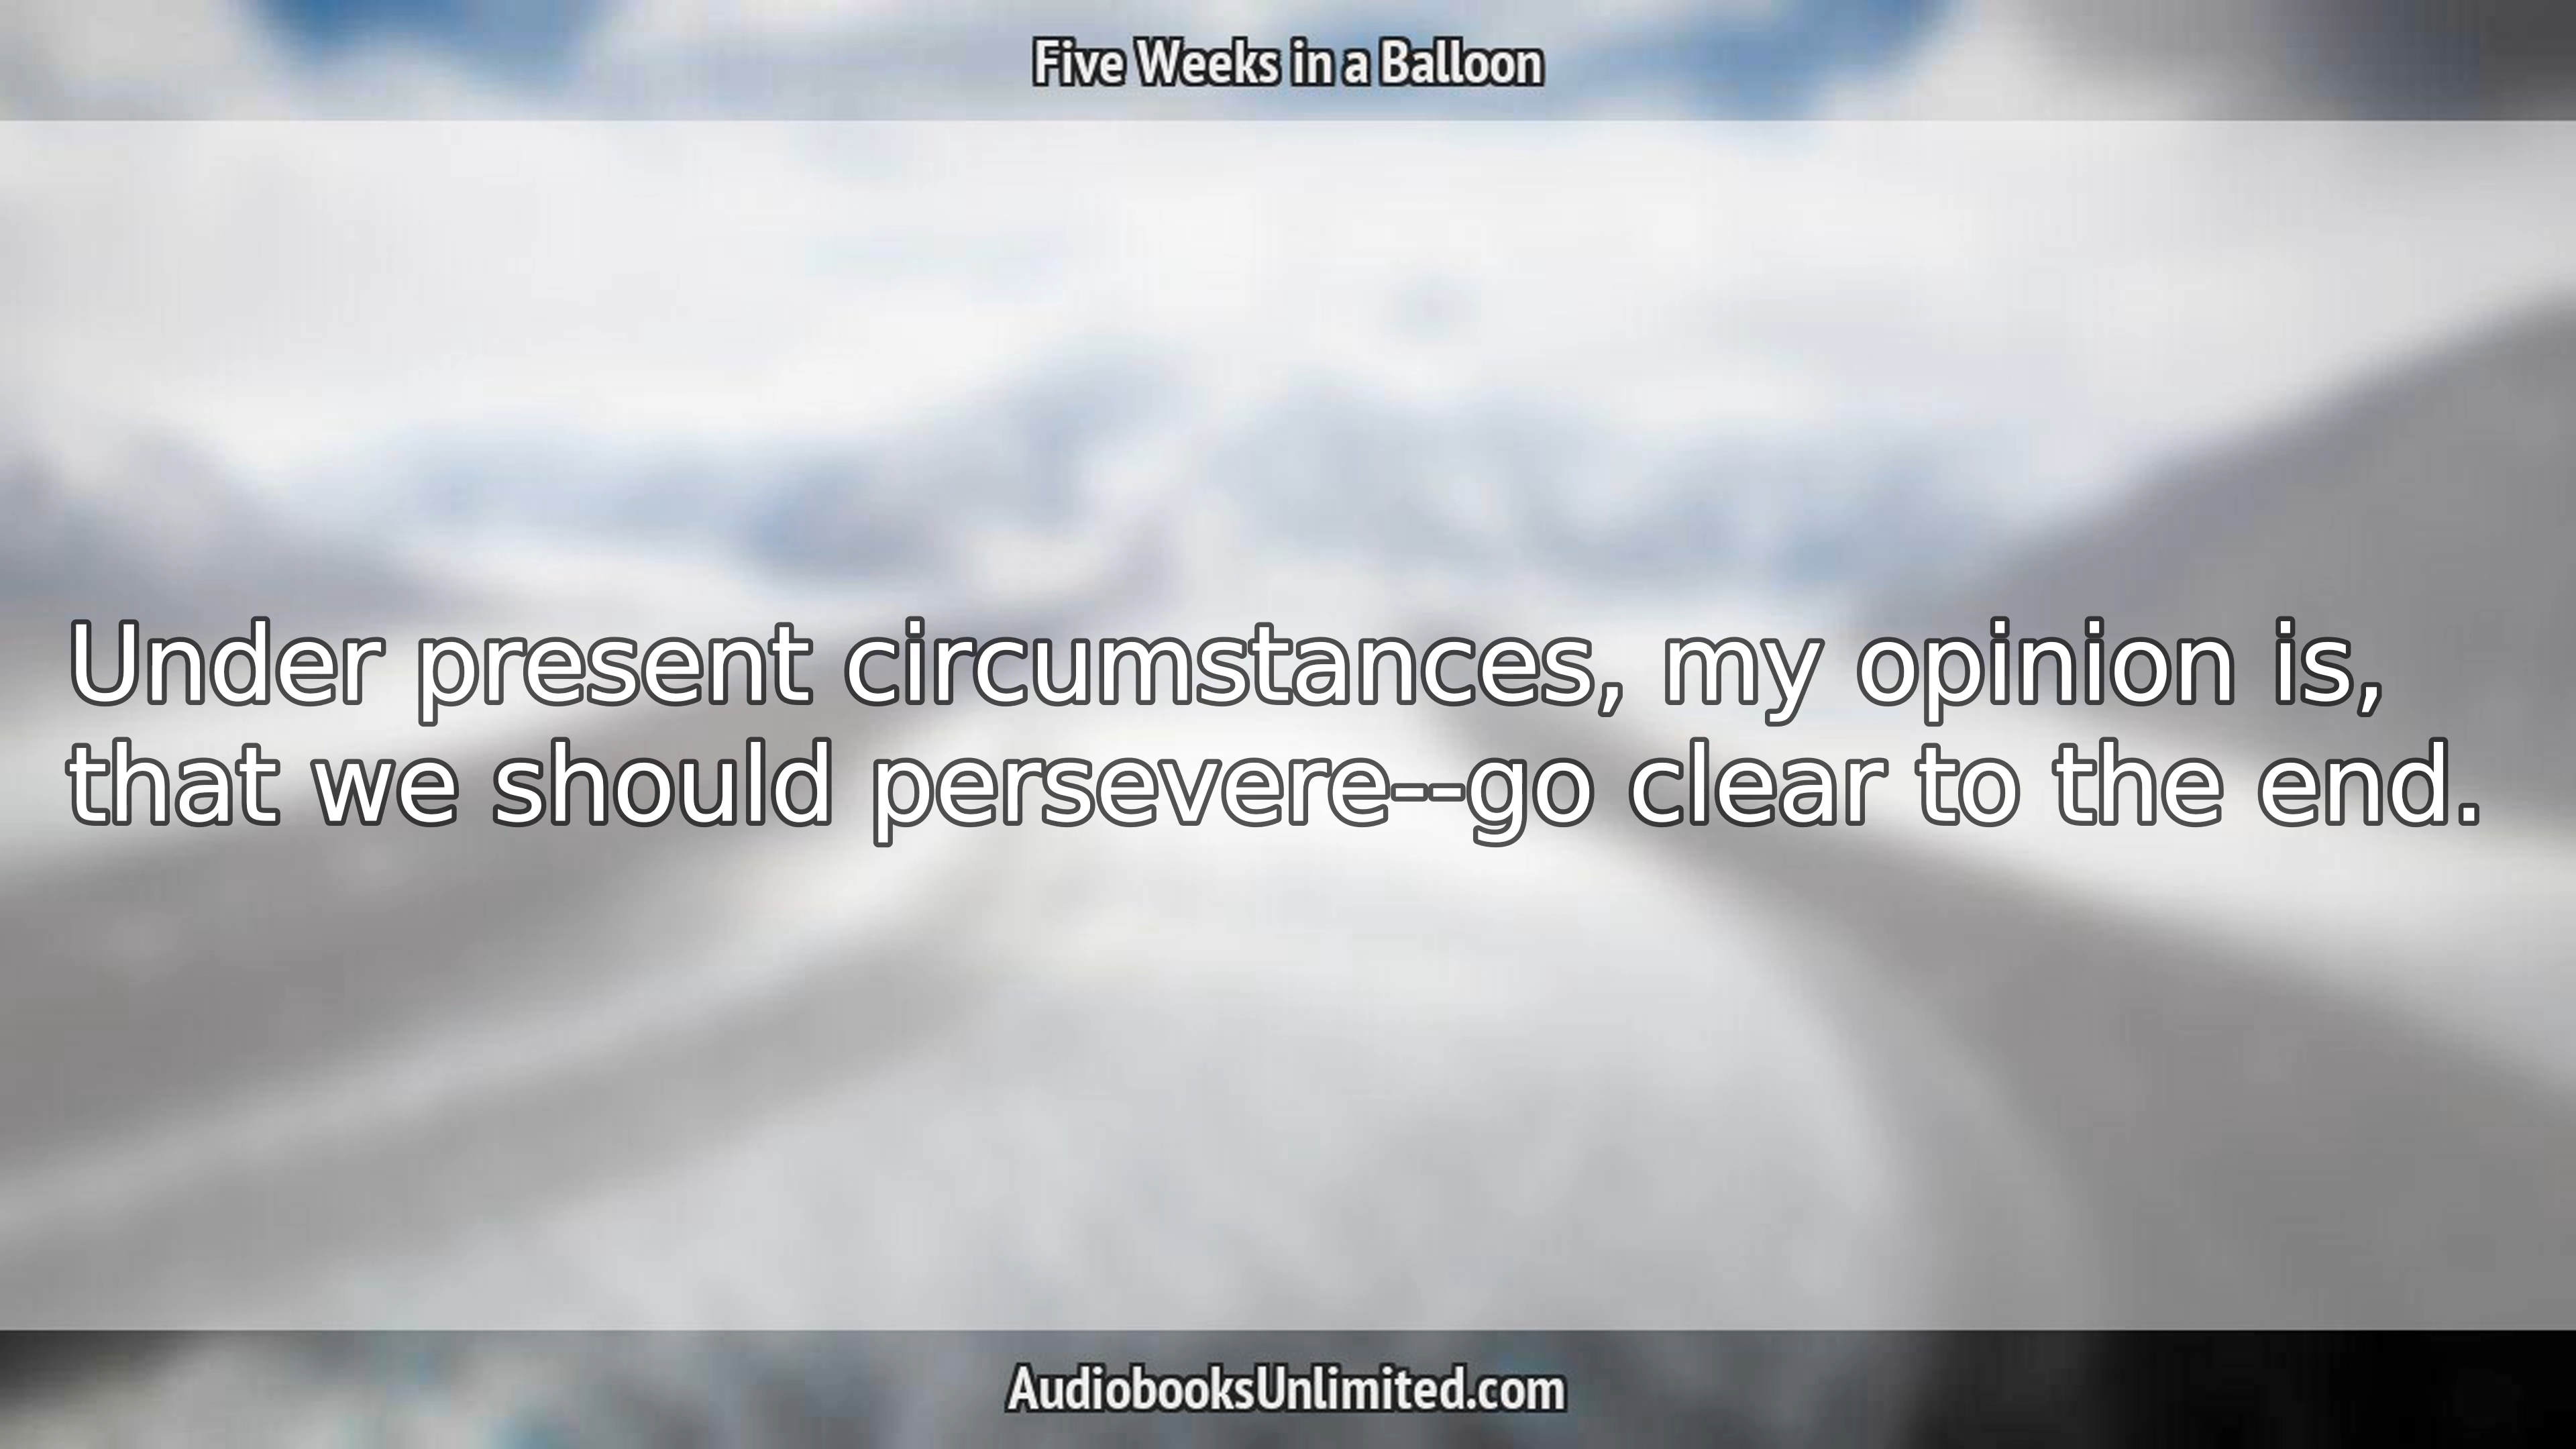 Five Weeks in a Balloon
Under present circumstances, my opinion is,
that we should persevere--go clear to the end.
AudiobooksUnlimited.com